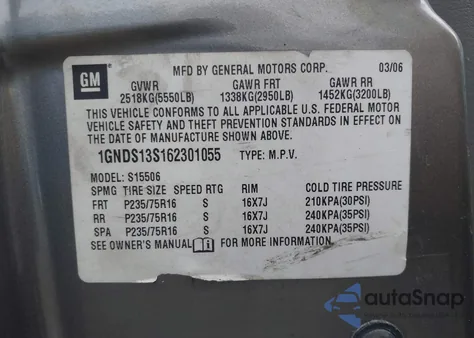 GM
MFD BY GENERAL MOTORS CORP. 03/06
GVWR GAWR FRT GAWR RR
2518KG(5550LB) 1338KG(2950LB) 1452KG(3200LB)
THIS VEHICLE CONFORMS TO ALL APPLICABLE U.S. FEDERAL MOTOR
VEHICLE SAFETY AND THEFT PREVENTION STANDARDS IN EFFECT ON
THE DATE OF MANUFACTURE SHOWN ABOVE.
1GNDS13S162301055 TYPE: M.P.V.
MODEL: S15506
SPMG TIRE SIZE SPEED RTG RIM COLD TIRE PRESSURE
FRT P235/75R16 S 16X7J 210KPA(30PSI)
RR P235/75R16 S 16X7J 240KPA(35PSI)
SPA P235/75R16 S 16X7J 240KPA(35PSI)
SEE OWNER'S MANUAL FOR MORE INFORMATION.
autoSnap
POWERED BY